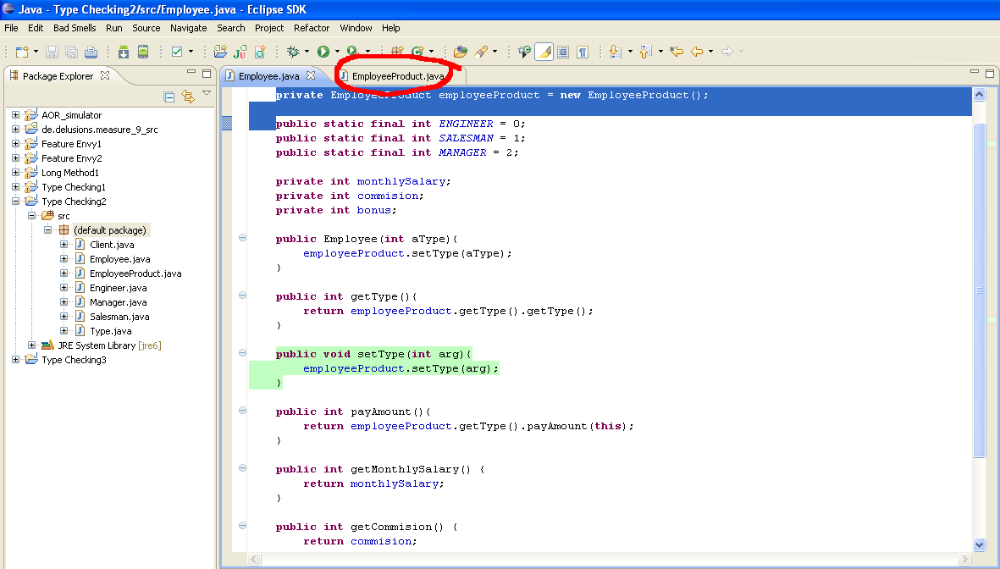 Java - Type Checking2/src/Employee.java - Eclipse SDK
File Edit Bad Smells Run Source Navigate Search Project Refactor Window Help
Package Explorer
Employee.java
EmployeeProduct.java
AOR_simulator
de.delusions.measure_9_src
Feature Envy1
Feature Envy2
Long Method1
Type Checking1
Type Checking2
src
(default package)
Client.java
Employee.java
EmployeeProduct.java
Engineer.java
Manager.java
Salesman.java
Type.java
JRE System Library [jre6]
Type Checking3
private EmployeeProduct employeeProduct = new EmployeeProduct();
public static final int ENGINEER = 0;
public static final int SALESMAN = 1;
public static final int MANAGER = 2;
private int monthlySalary;
private int commision;
private int bonus;
public Employee(int aType){
employeeProduct.setType(aType);
}
public int getType(){
return employeeProduct.getType().getType();
}
public void setType(int arg){
employeeProduct.setType(arg);
}
public int payAmount(){
return employeeProduct.getType().payAmount(this);
}
public int getMonthlySalary() {
return monthlySalary;
}
public int getCommision() {
return commision;